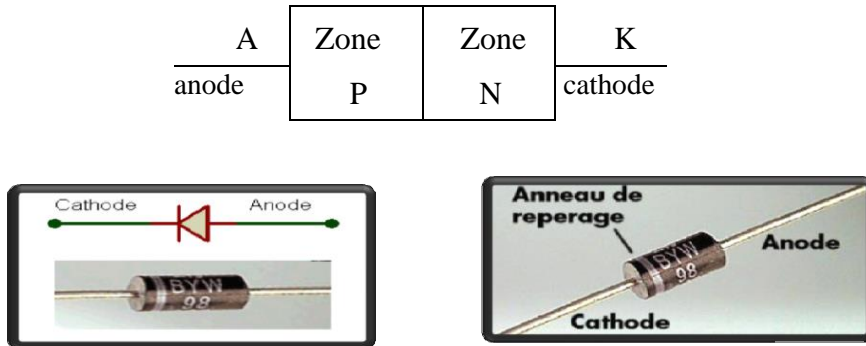 A Zone Zone K
anode P N cathode
Cathode Anode
BYW
98
Anneau de
reperage
Anode
BYW
98
Cathode